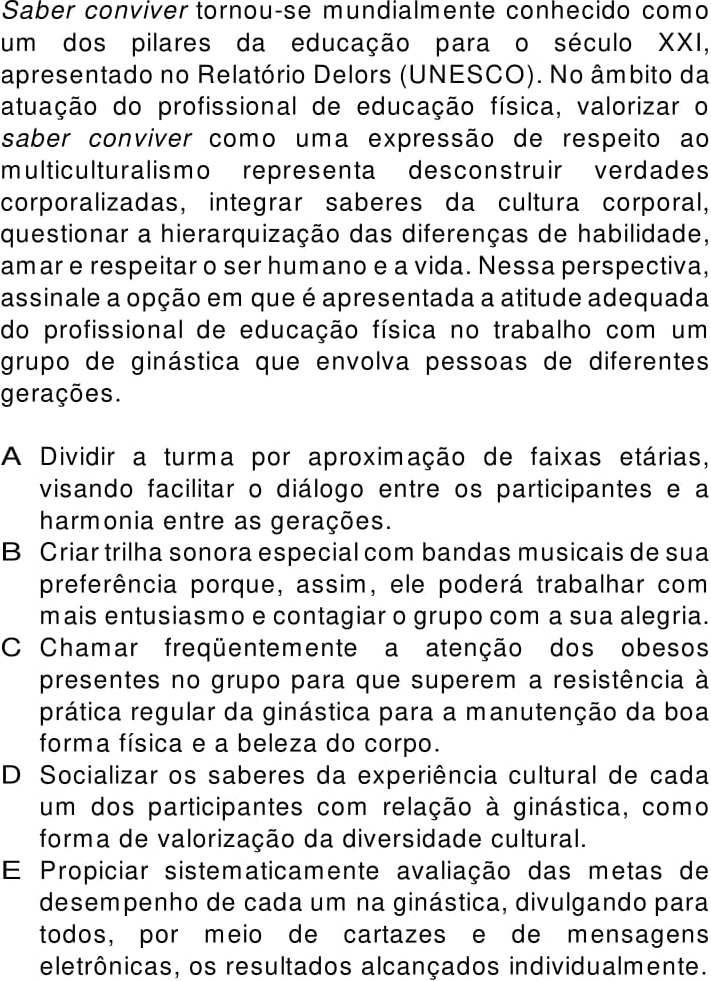 Saber conviver tornou-se mundialmente conhecido como
um dos pilares da educação para o século XXI,
apresentado no Relatório Delors (UNESCO). No âmbito da
atuação do profissional de educação física, valorizar o
saber conviver como uma expressão de respeito ao
multiculturalismo representa desconstruir verdades
corporalizadas, integrar saberes da cultura corporal,
questionar a hierarquização das diferenças de habilidade,
amar e respeitar o ser humano e a vida. Nessa perspectiva,
assinale a opção em que é apresentada a atitude adequada
do profissional de educação física no trabalho com um
grupo de ginástica que envolva pessoas de diferentes
gerações.
A Dividir a turma por aproximação de faixas etárias,
visando facilitar o diálogo entre os participantes e a
harmonia entre as gerações.
B Criar trilha sonora especial com bandas musicais de sua
preferência porque, assim, ele poderá trabalhar com
mais entusiasmo e contagiar o grupo com a sua alegria.
C Chamar freqüentemente a atenção dos obesos
presentes no grupo para que superem a resistência à
prática regular da ginástica para a manutenção da boa
forma física e a beleza do corpo.
D Socializar os saberes da experiência cultural de cada
um dos participantes com relação à ginástica, como
forma de valorização da diversidade cultural.
E Propiciar sistematicamente avaliação das metas de
desempenho de cada um na ginástica, divulgando para
todos, por meio de cartazes e de mensagens
eletrônicas, os resultados alcançados individualmente.